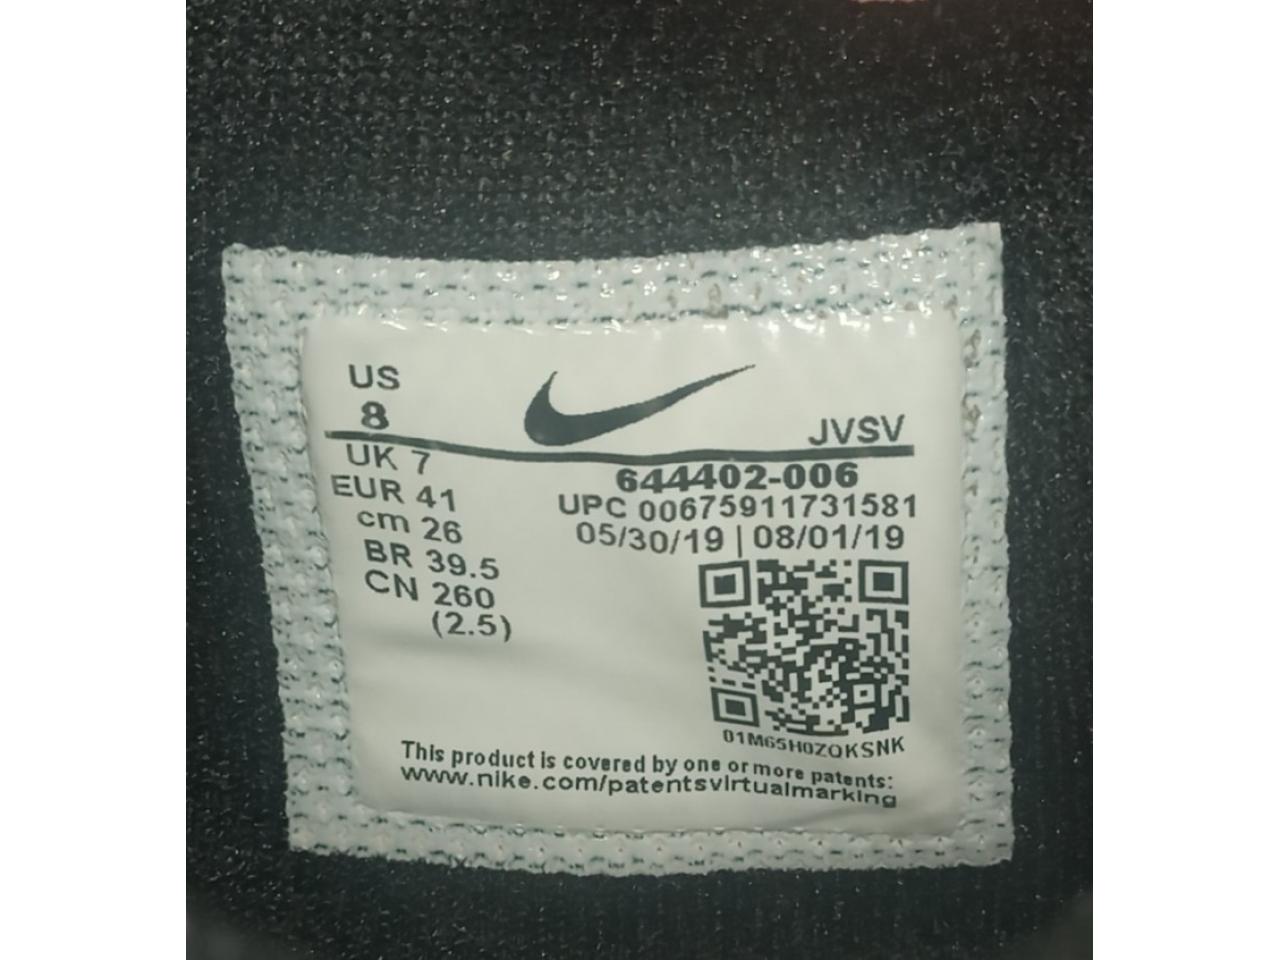 US
8
JVSV
UK 7
EUR 41
cm 26
BR 39.5
CN 260
(2.5)
644402-006
UPC 00675911731581
05/30/19 | 08/01/19
01M65H0ZQKSNK
This product is covered by one or more patents:
www.nike.com/patentsvirtualmarking